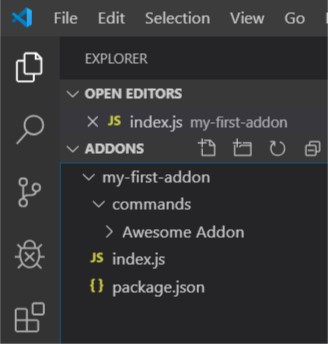 File Edit Selection View Go
EXPLORER
OPEN EDITORS
JS index.js my-first-addon
ADDONS
my-first-addon
commands
Awesome Addon
JS index.js
{} package.json